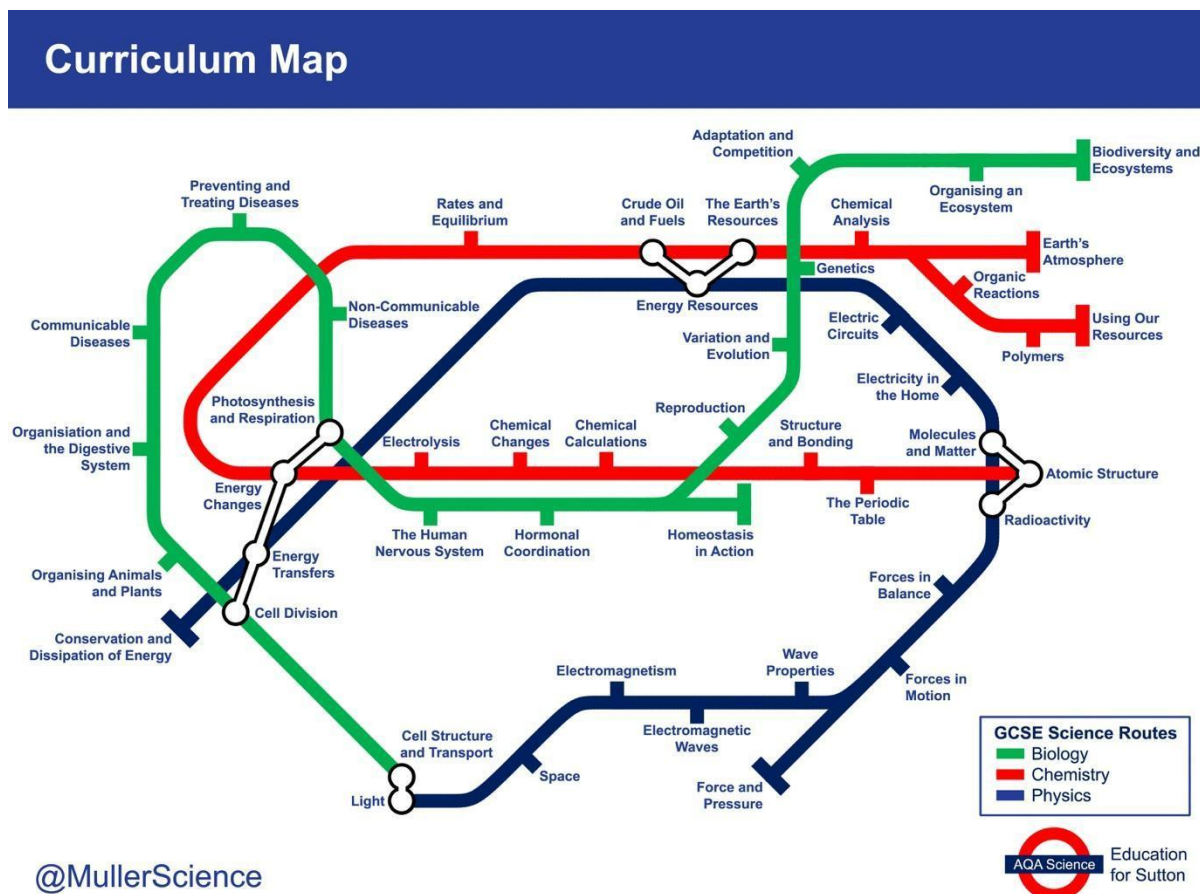 Curriculum Map
Adaptation and
Competition
Biodiversity and
Ecosystems
Organising an
Ecosystem
Preventing and
Treating Diseases
Rates and
Equilibrium
Crude Oil
and Fuels
The Earth's
Resources
Chemical
Analysis
Earth's
Atmosphere
Genetics
Organic
Reactions
Energy Resources
Non-Communicable
Diseases
Communicable
Diseases
Electric
Circuits
Using Our
Resources
Variation and
Evolution
Polymers
Electricity in
the Home
Photosynthesis
and Respiration
Reproduction
Organisiation and
the Digestive
System
Electrolysis
Chemical
Changes
Chemical
Calculations
Structure
and Bonding
Molecules
and Matter
Atomic Structure
Energy
Changes
The Periodic
Table
Radioactivity
The Human
Nervous System
Hormonal
Coordination
Homeostasis
in Action
Energy
Transfers
Organising Animals
and Plants
Forces in
Balance
Cell Division
Conservation and
Dissipation of Energy
Electromagnetism
Wave
Properties
Forces in
Motion
Cell Structure
and Transport
Electromagnetic
Waves
Space
Light
Force and
Pressure
GCSE Science Routes
Biology
Chemistry
Physics
AQA Science
Education
for Sutton
@MullerScience